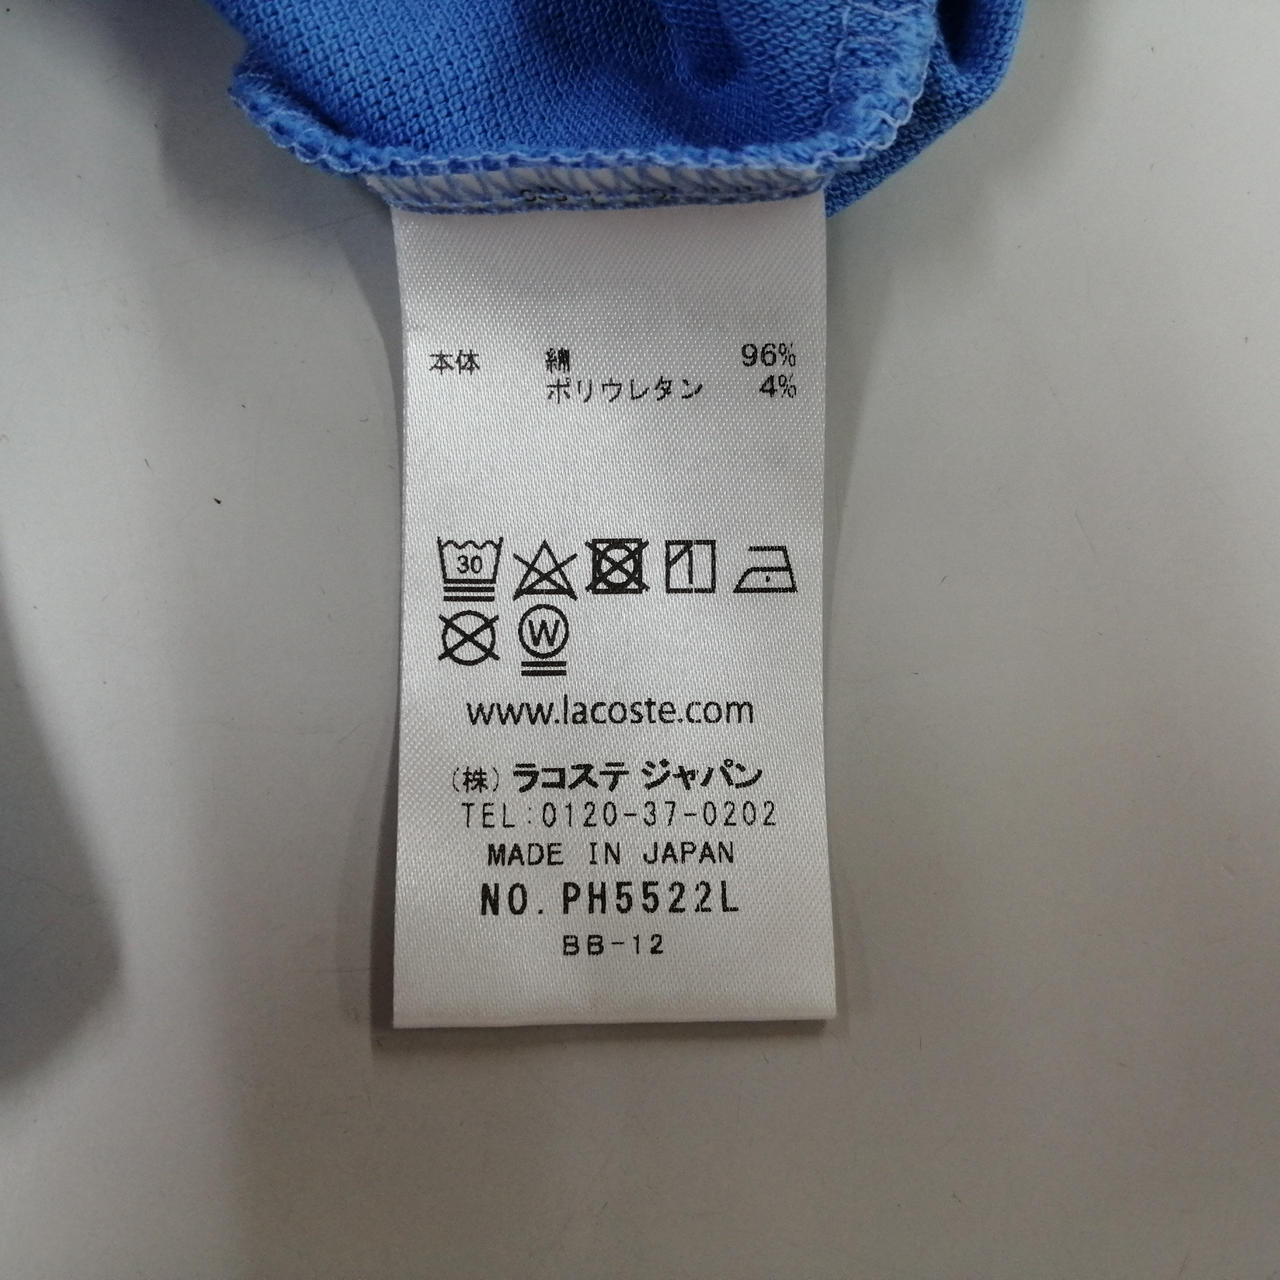 本体 綿 96%
ポリウレタン 4%
30
W
www.lacoste.com
(株) ラコステ ジャパン
TEL:0120-37-0202
MADE IN JAPAN
NO. PH5522L
BB-12